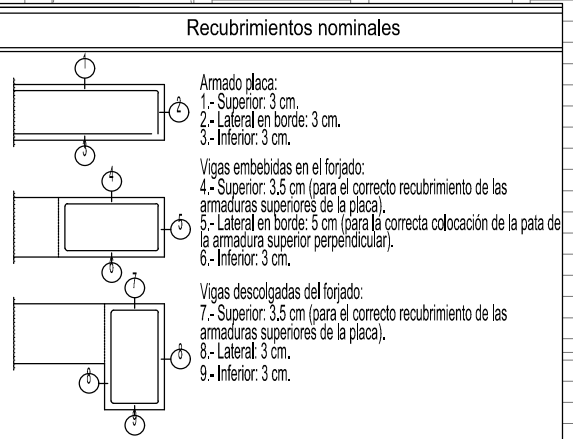 Recubrimientos nominales
1
2
3
Armado placa:
1.- Superior: 3 cm.
2.- Lateral en borde: 3 cm.
3.- Inferior: 3 cm.
4
5
6
Vigas embebidas en el forjado:
4.- Superior: 3.5 cm (para el correcto recubrimiento de las
armaduras superiores de la placa).
5.- Lateral en borde: 5 cm (para la correcta colocación de la pata de
la armadura superior perpendicular).
6.- Inferior: 3 cm.
7
8
8
9
Vigas descolgadas del forjado:
7.- Superior: 3.5 cm (para el correcto recubrimiento de las
armaduras superiores de la placa).
8.- Lateral: 3 cm.
9.- Inferior: 3 cm.